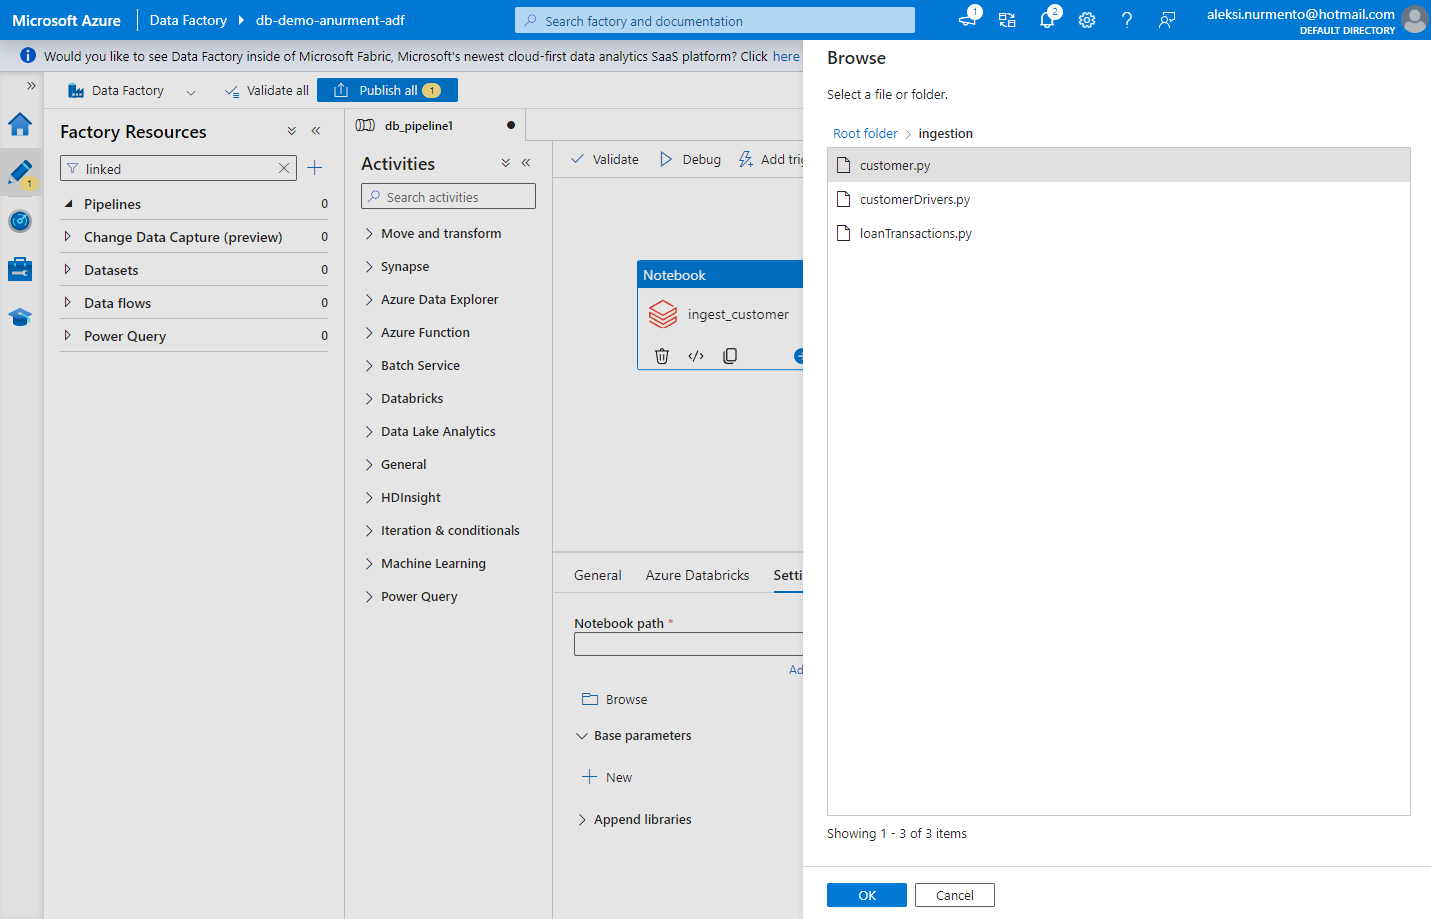 Microsoft Azure
Data Factory
db-demo-anurment-adf
Search factory and documentation
1
2
aleksi.nurmento@hotmail.com
DEFAULT DIRECTORY
Would you like to see Data Factory inside of Microsoft Fabric, Microsoft's newest cloud-first data analytics SaaS platform? Click here
Data Factory
Validate all
Publish all 1
1
Factory Resources
linked
Pipelines 0
Change Data Capture (preview) 0
Datasets 0
Data flows 0
Power Query 0
db_pipeline1
Activities
Search activities
Move and transform
Synapse
Azure Data Explorer
Azure Function
Batch Service
Databricks
Data Lake Analytics
General
HDInsight
Iteration & conditionals
Machine Learning
Power Query
Validate
Debug
Add trig
Notebook
ingest_customer
General
Azure Databricks
Setti
Notebook path *
Ad
Browse
Base parameters
New
Append libraries
Browse
Select a file or folder.
Root folder > ingestion
customer.py
customerDrivers.py
loanTransactions.py
Showing 1 - 3 of 3 items
OK
Cancel